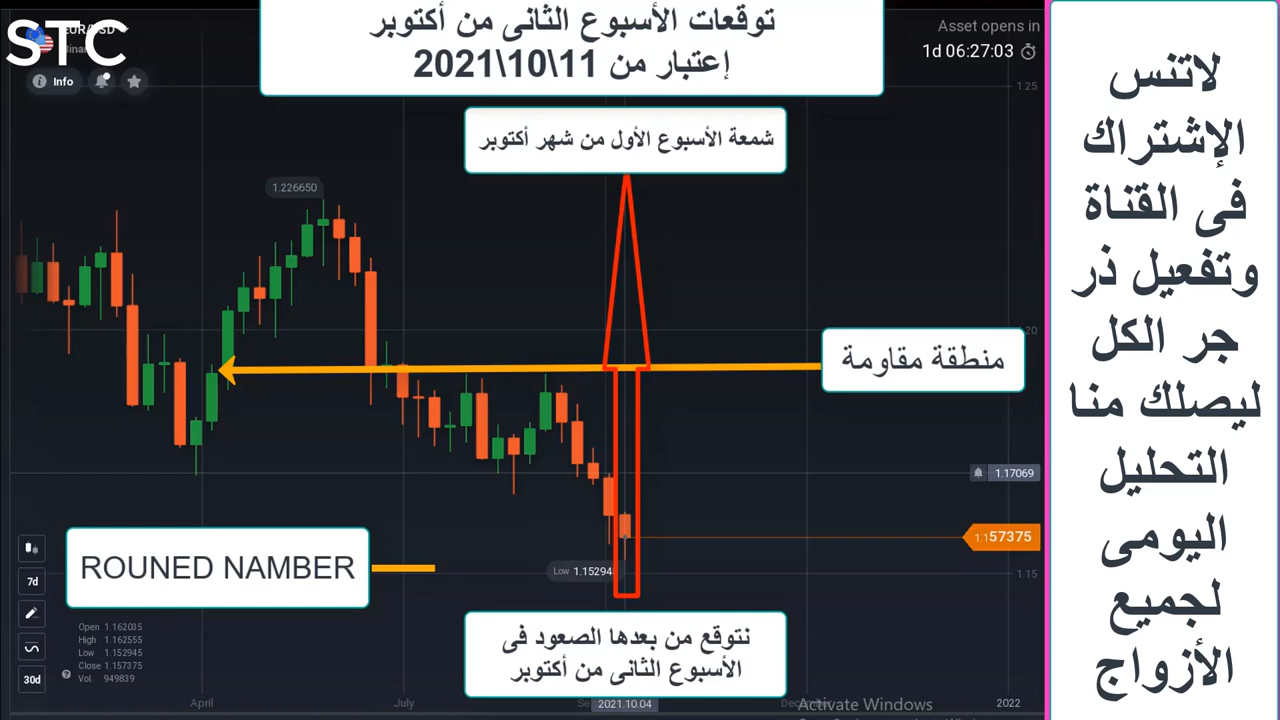 STC
EUR/USD
توقعات الأسبوع الثانى من أكتوبر
إعتبار من 11\10\2021
Asset opens in
1d 06:27:03
Info
شمعة الأسبوع الأول من شهر أكتوبر
1.25
1.226650
منطقة مقاومة
1.17069
ROUNED NAMBER
1.157375
Low 1.15294
1.15
7d
30d
نتوقع من بعدها الصعود فى
الأسبوع الثانى من أكتوبر
Open 1.162035
High 1.162555
Low 1.152945
Close 1.157375
Vol. 949839
April
July
2021.10.04
2022
Activate Windows
لاتنس
الإشتراك
فى القناة
وتفعيل ذر
جر الكل
ليصلك منا
التحليل
اليومى
لجميع
الأزواج